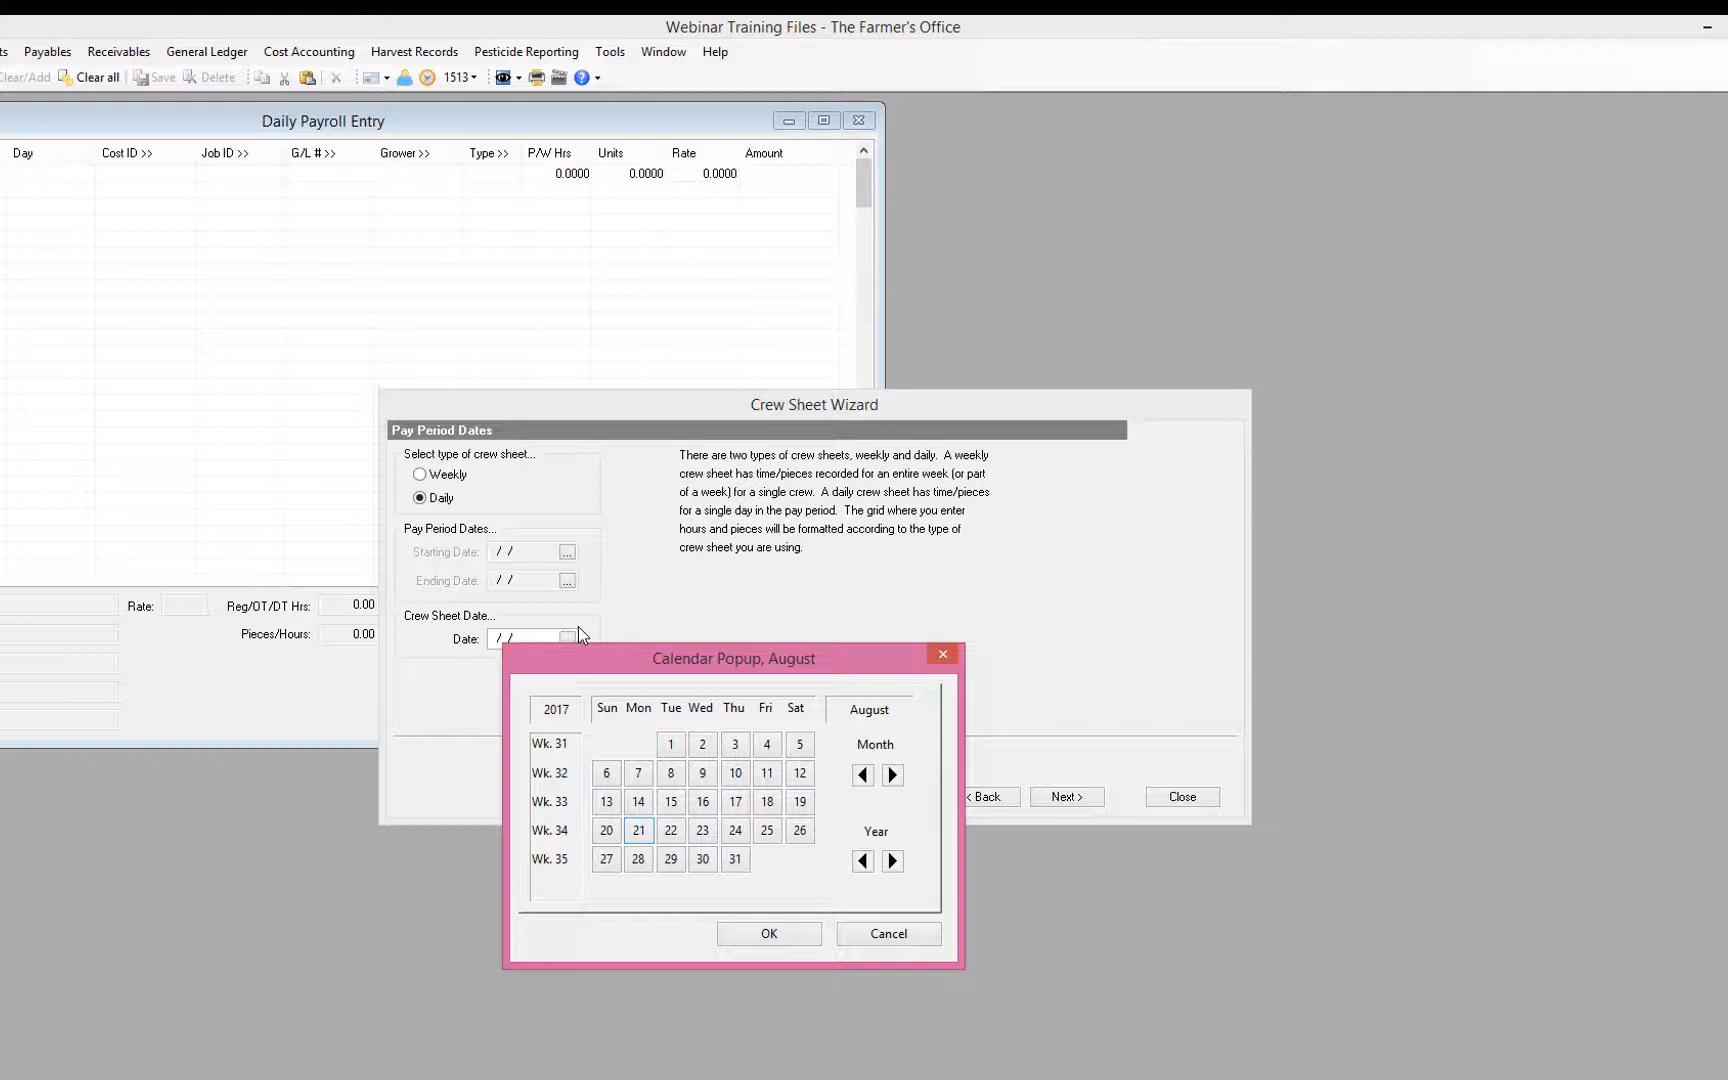 Webinar Training Files - The Farmer's Office
ts Payables Receivables General Ledger Cost Accounting Harvest Records Pesticide Reporting Tools Window Help
Clear/Add Clear all Save Delete 1513
Daily Payroll Entry
Day Cost ID >> Job ID >> G/L # >> Grower >> Type >> P/W Hrs Units Rate Amount
0.0000 0.0000 0.0000
Crew Sheet Wizard
Pay Period Dates
Select type of crew sheet...
Weekly
Daily
There are two types of crew sheets, weekly and daily. A weekly
crew sheet has time/pieces recorded for an entire week (or part
of a week) for a single crew. A daily crew sheet has time/pieces
for a single day in the pay period. The grid where you enter
hours and pieces will be formatted according to the type of
crew sheet you are using.
Pay Period Dates...
Starting Date: / / ...
Ending Date: / / ...
Crew Sheet Date...
Date: / /
Rate: Reg/OT/DT Hrs: 0.00
Pieces/Hours: 0.00
Calendar Popup, August
2017 Sun Mon Tue Wed Thu Fri Sat August
Wk. 31 1 2 3 4 5 Month
Wk. 32 6 7 8 9 10 11 12
Wk. 33 13 14 15 16 17 18 19
Wk. 34 20 21 22 23 24 25 26 Year
Wk. 35 27 28 29 30 31
OK Cancel
< Back Next > Close